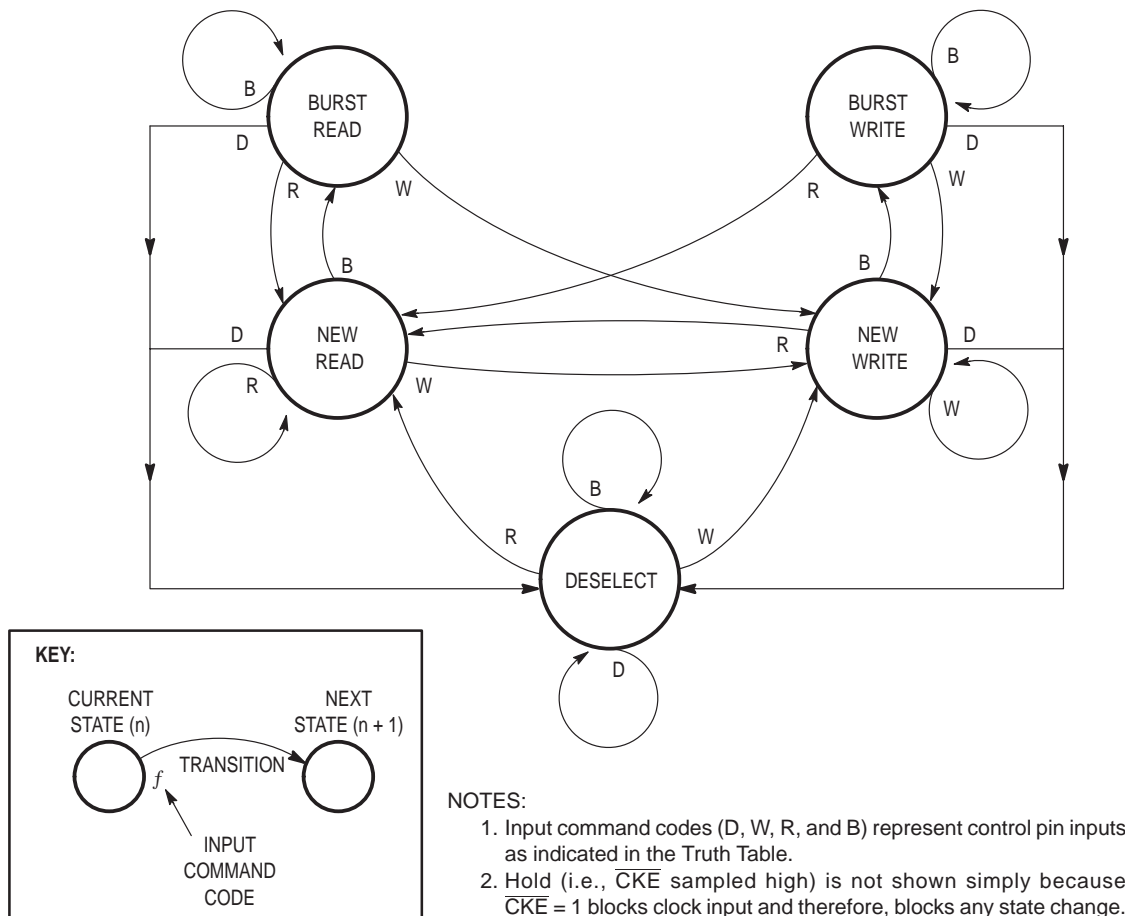 BURST
READ
B
D
R
W
BURST
WRITE
B
D
R
W
B
B
NEW
READ
D
R
W
NEW
WRITE
D
R
W
B
R
W
DESELECT
D
KEY:
CURRENT
STATE (n)
NEXT
STATE (n + 1)
TRANSITION
f
INPUT
COMMAND
CODE
NOTES:
1. Input command codes (D, W, R, and B) represent control pin inputs
as indicated in the Truth Table.
2. Hold (i.e., C̅K̅E̅ sampled high) is not shown simply because
C̅K̅E̅ = 1 blocks clock input and therefore, blocks any state change.